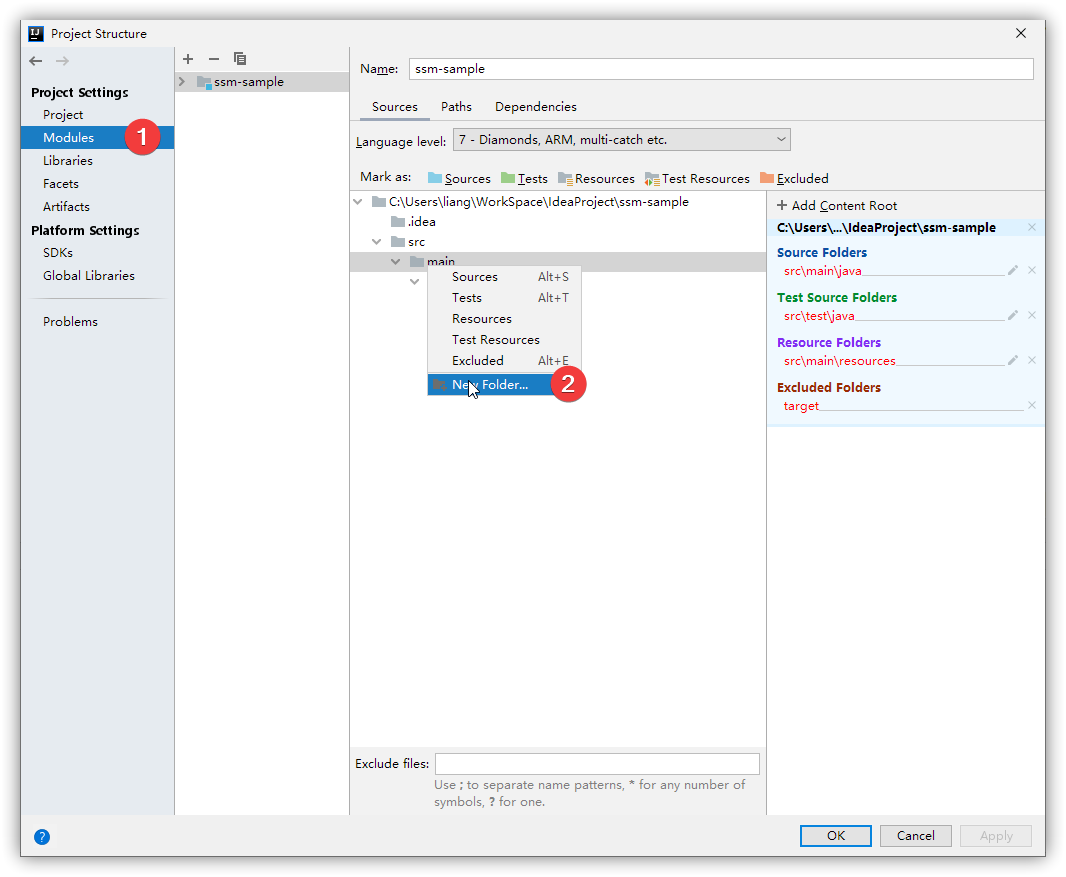 Project Structure
Project Settings
Project
Modules
1
Libraries
Facets
Artifacts
Platform Settings
SDKs
Global Libraries
Problems
ssm-sample
Name: ssm-sample
Sources Paths Dependencies
Language level: 7 - Diamonds, ARM, multi-catch etc.
Mark as: Sources Tests Resources Test Resources Excluded
C:\Users\liang\WorkSpace\IdeaProject\ssm-sample
.idea
src
main
Sources Alt+S
Tests Alt+T
Resources
Test Resources
Excluded Alt+E
New Folder...
2
+ Add Content Root
C:\Users\...\IdeaProject\ssm-sample
Source Folders
src\main\java
Test Source Folders
src\test\java
Resource Folders
src\main\resources
Excluded Folders
target
Exclude files:
Use ; to separate name patterns, * for any number of
symbols, ? for one.
?
OK Cancel Apply